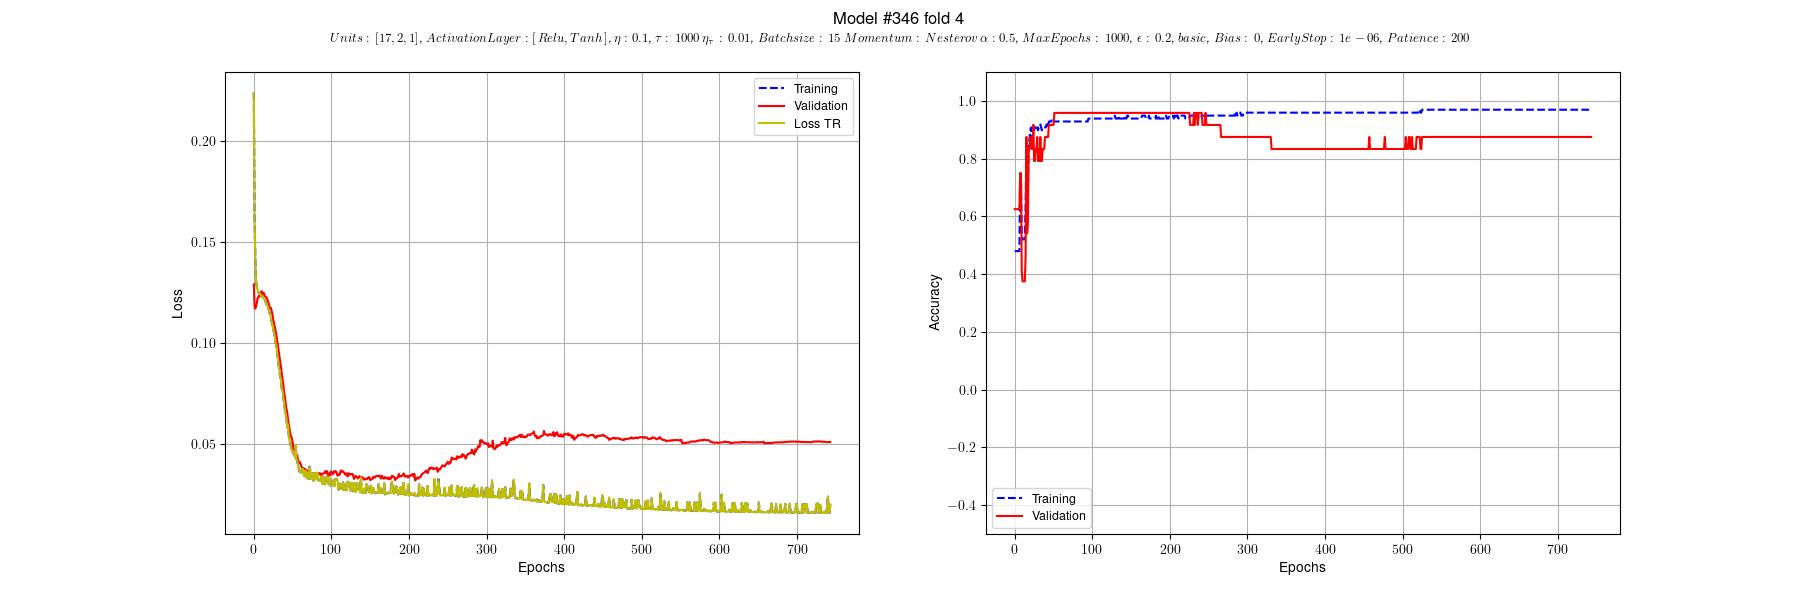 Model #346 fold 4
Units : [17, 2, 1], ActivationLayer : [Relu, Tanh], η : 0.1, τ : 1000 η_τ : 0.01, Batchsize : 15 Momentum : Nesterov α : 0.5, MaxEpochs : 1000, ϵ : 0.2, basic, Bias : 0, EarlyStop : 1e − 06, Patience : 200
Training
Validation
Loss TR
0.20
0.15
0.10
0.05
Loss
0 100 200 300 400 500 600 700
Epochs
1.0
0.8
0.6
0.4
0.2
0.0
−0.2
−0.4
Accuracy
Training
Validation
0 100 200 300 400 500 600 700
Epochs